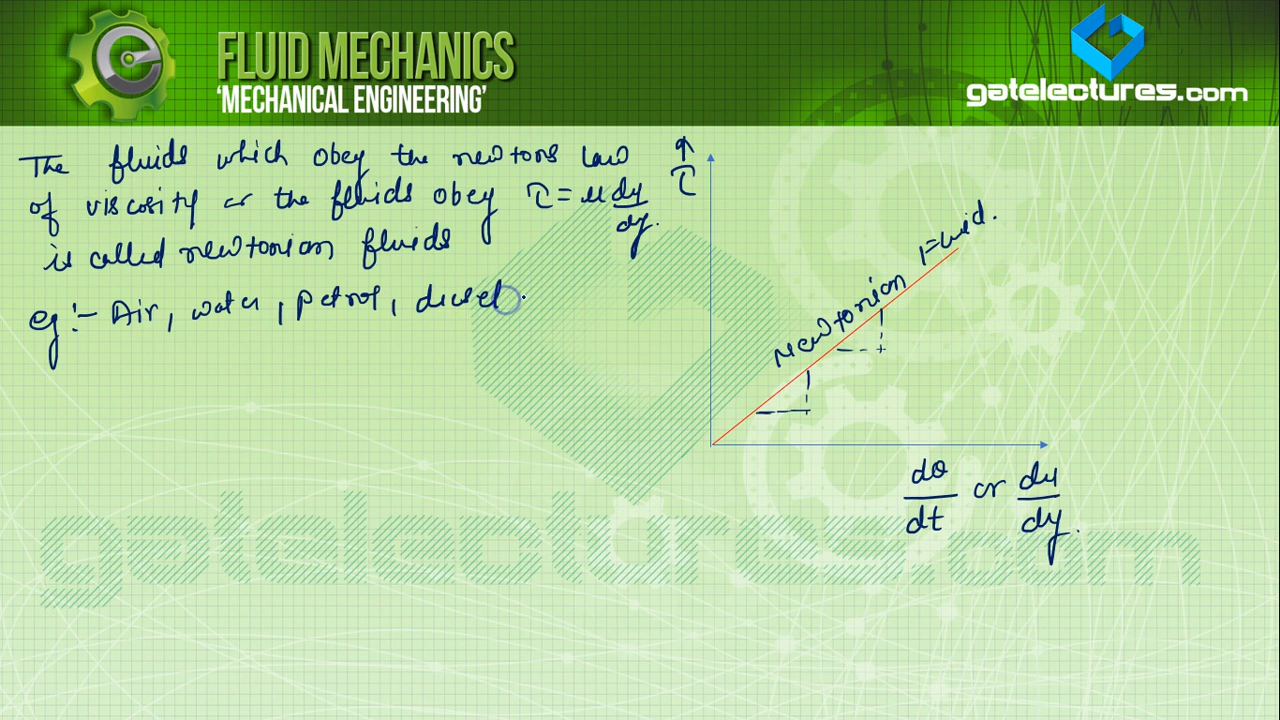 FLUID MECHANICS
'MECHANICAL ENGINEERING'
gatelectures.com
The fluids which obey the newtons law
of viscosity or the fluids obey τ = μ du/dy.
is called newtonian fluids
eg:- Air, water, petrol, diesel.
τ
newtonian Fluid.
dθ/dt or du/dy.
gatelectures.com